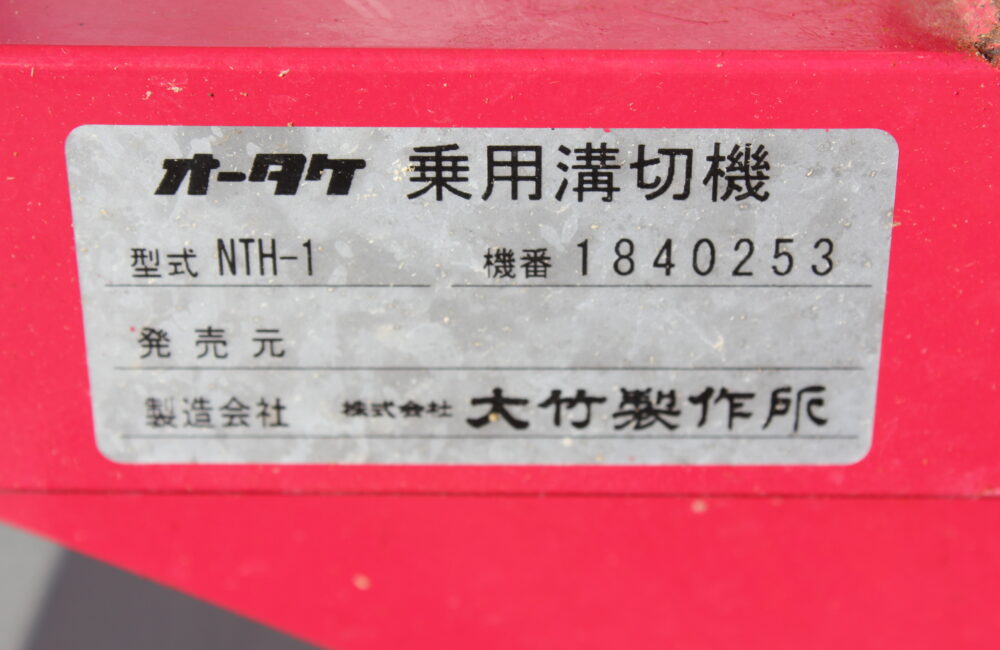 オータケ 乗用溝切機
型式 NTH-1 機番 1840253
発売元
製造会社 株式会社 大竹製作所